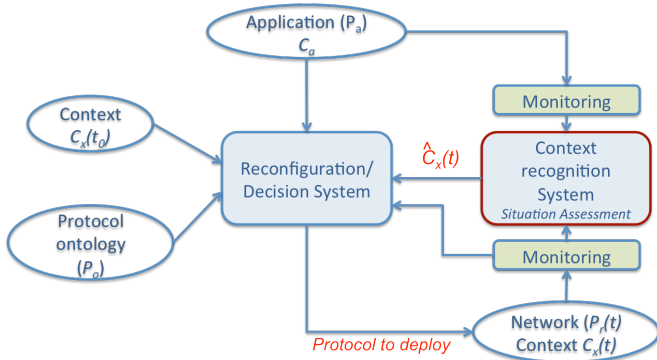 Application (Pₐ)
Cₐ
Monitoring
Context
Cₓ(t₀)
Ĉₓ(t)
Context
recognition
System
Situation Assessment
Reconfiguration/
Decision System
Protocol
ontology
(Pₒ)
Monitoring
Network (Pᵣ(t)
Context Cₓ(t)
Protocol to deploy